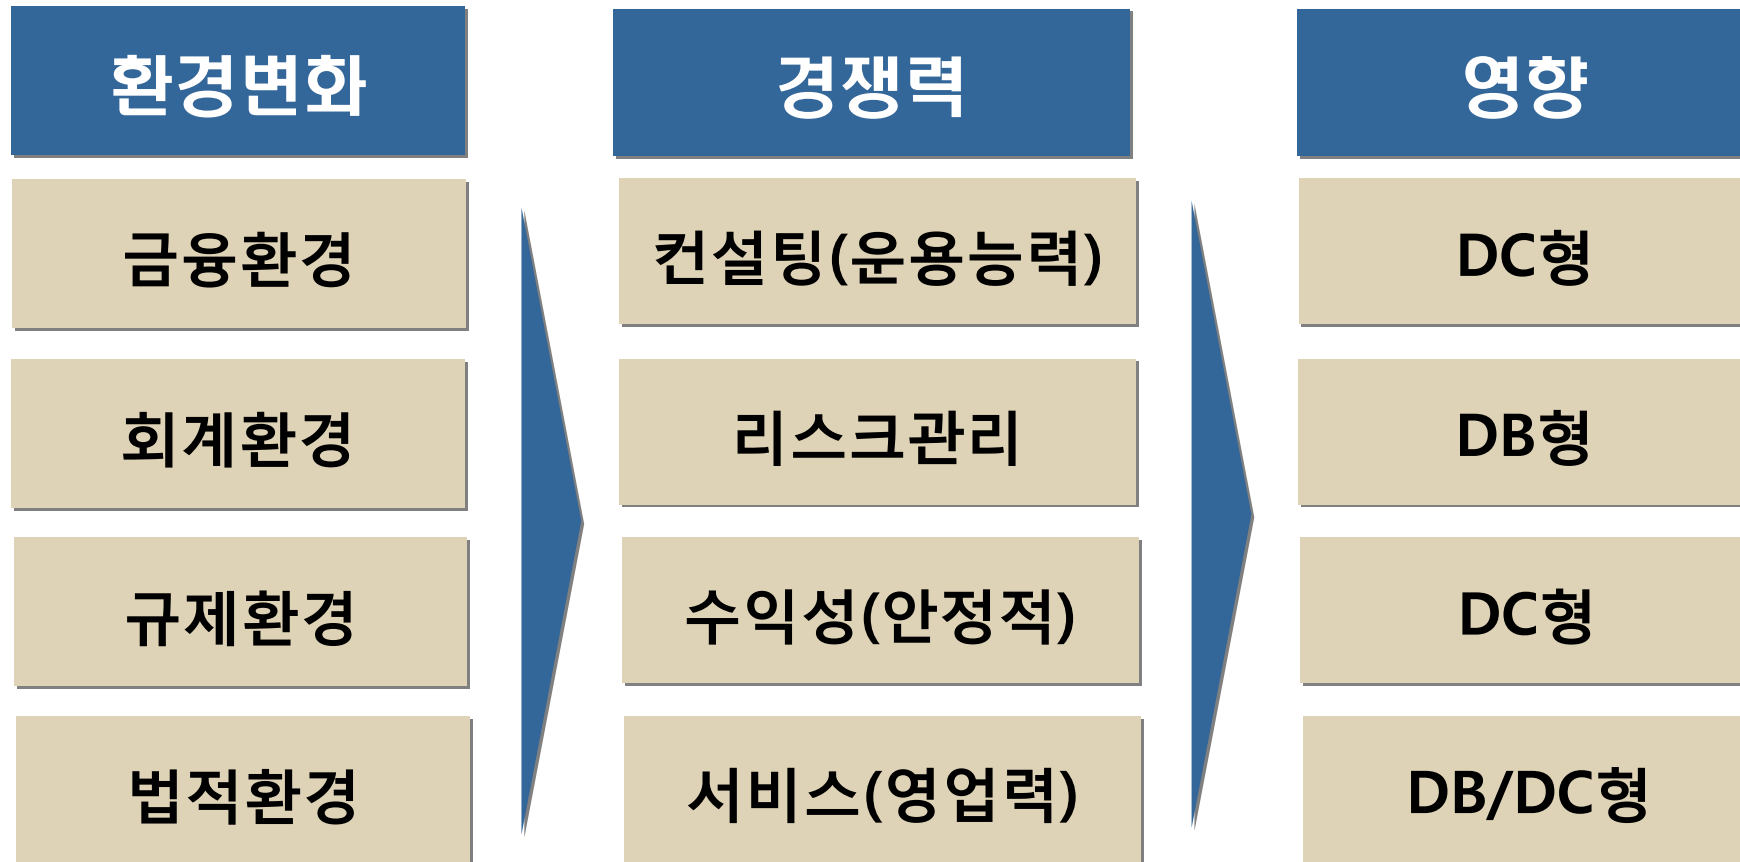 환경변화
경쟁력
영향
금융환경
컨설팅(운용능력)
DC형
회계환경
리스크관리
DB형
규제환경
수익성(안정적)
DC형
법적환경
서비스(영업력)
DB/DC형